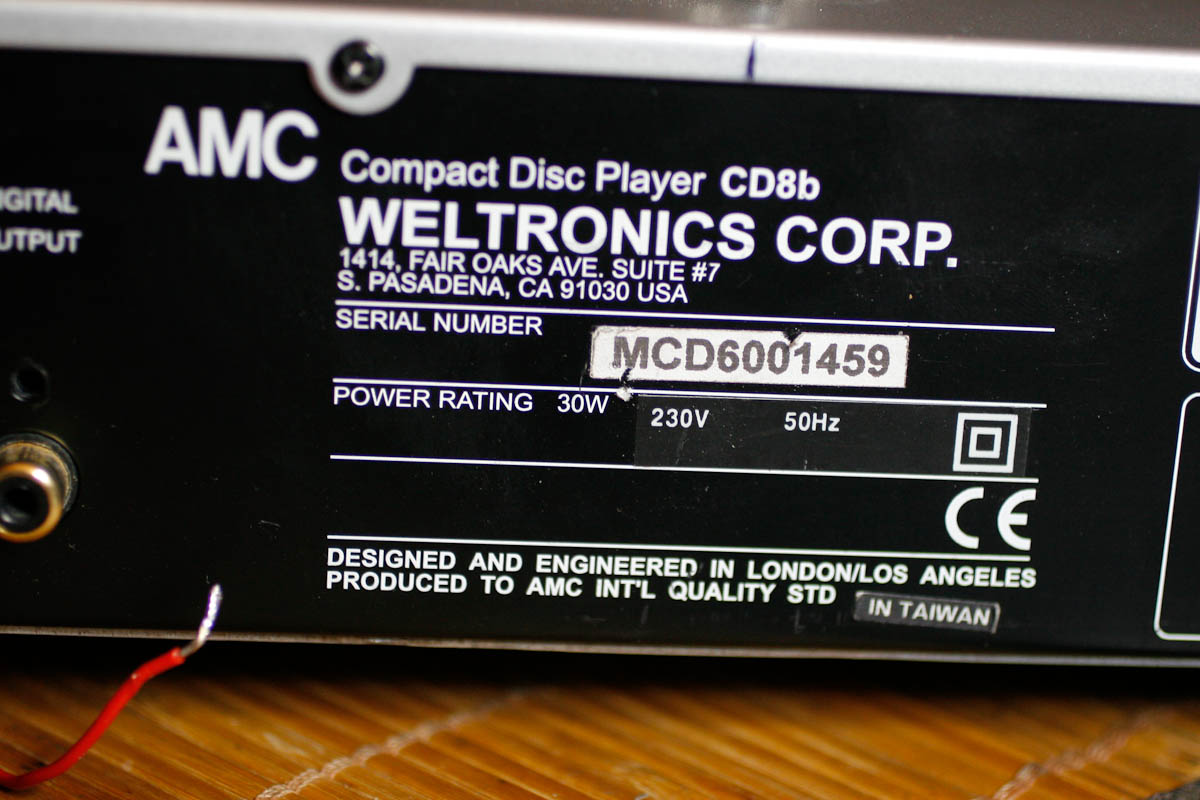 AMC
Compact Disc Player CD8b
WELTRONICS CORP.
1414, FAIR OAKS AVE. SUITE #7
S. PASADENA, CA 91030 USA
SERIAL NUMBER MCD6001459
POWER RATING 30W 230V 50Hz
CE
DESIGNED AND ENGINEERED IN LONDON/LOS ANGELES
PRODUCED TO AMC INT'L QUALITY STD IN TAIWAN
IGITAL
UTPUT